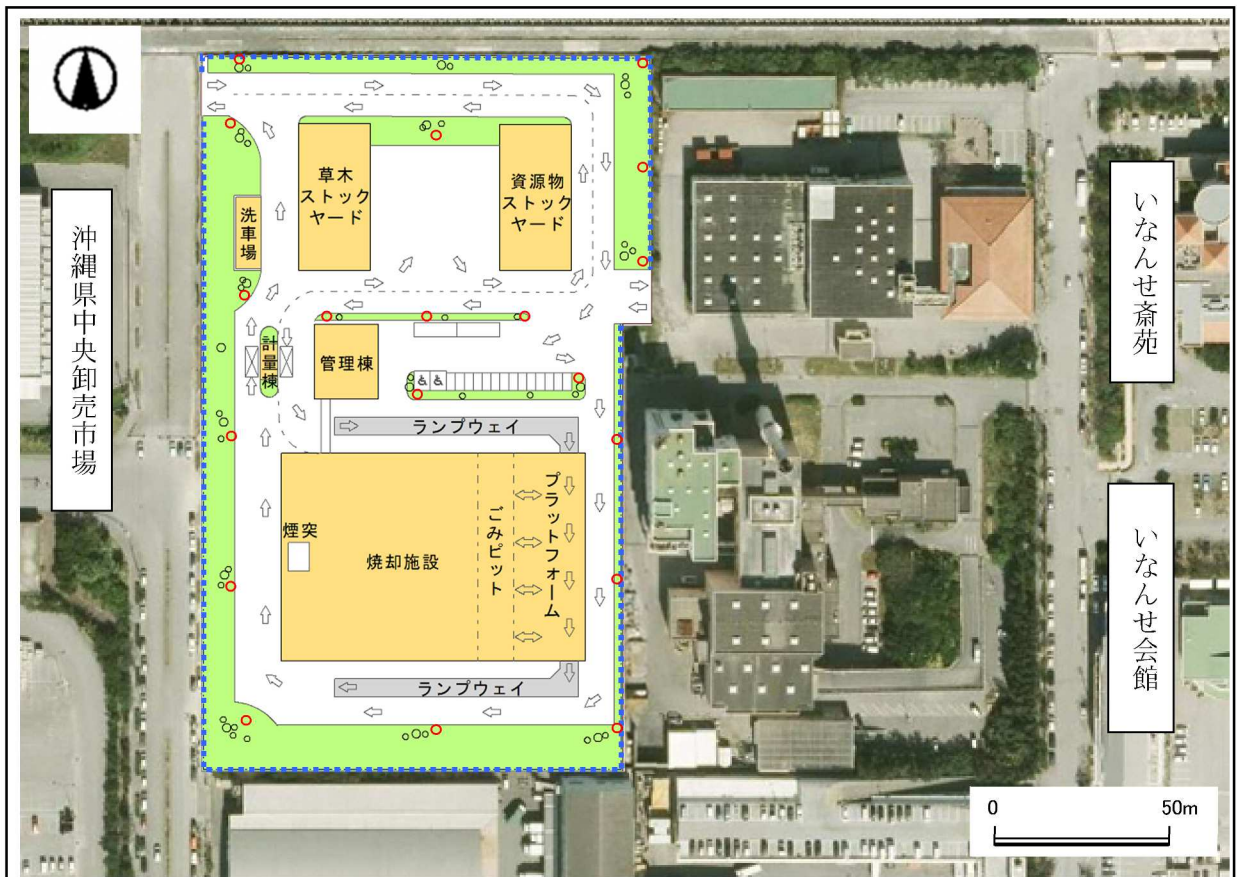 草木
ストック
ヤード
資源物
ストック
ヤード
洗車場
沖縄県中央卸売市場
いなんせ斎苑
計量棟
管理棟
ランプウェイ
煙突
焼却施設
ごみピット
プラットフォーム
いなんせ会館
ランプウェイ
0 50m